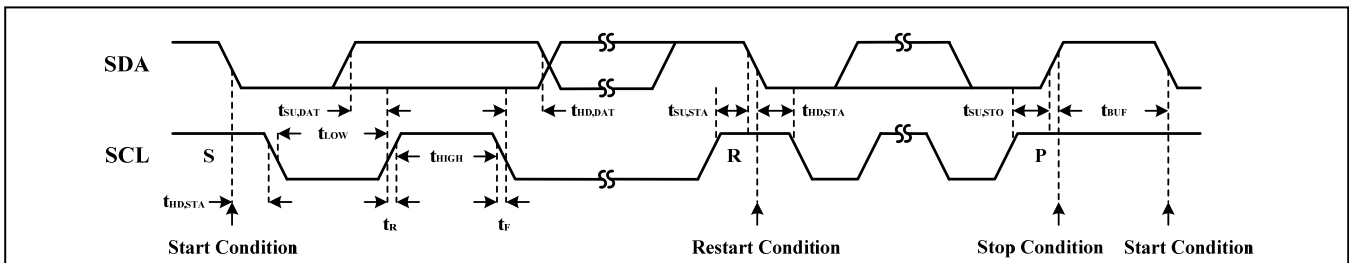 SDA
tSU,DAT tHD,DAT tSU,STA tHD,STA tSU,STO tBUF
tLOW
SCL S tHIGH R P
tHD,STA
tR tF
Start Condition Restart Condition Stop Condition Start Condition